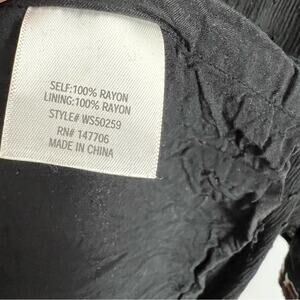 SELF:100% RAYON
LINING:100% RAYON
STYLE# WS50259
RN# 147706
MADE IN CHINA